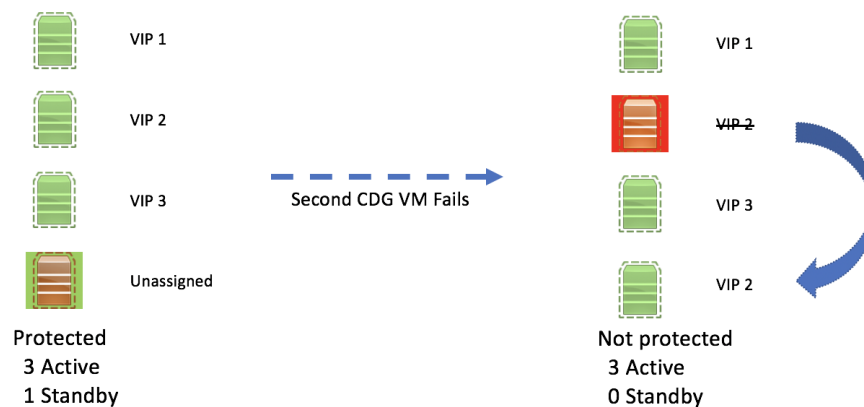 VIP 1
VIP 2
VIP 3
Unassigned
Protected
3 Active
1 Standby
Second CDG VM Fails
VIP 1
VIP 2
VIP 3
VIP 2
Not protected
3 Active
0 Standby